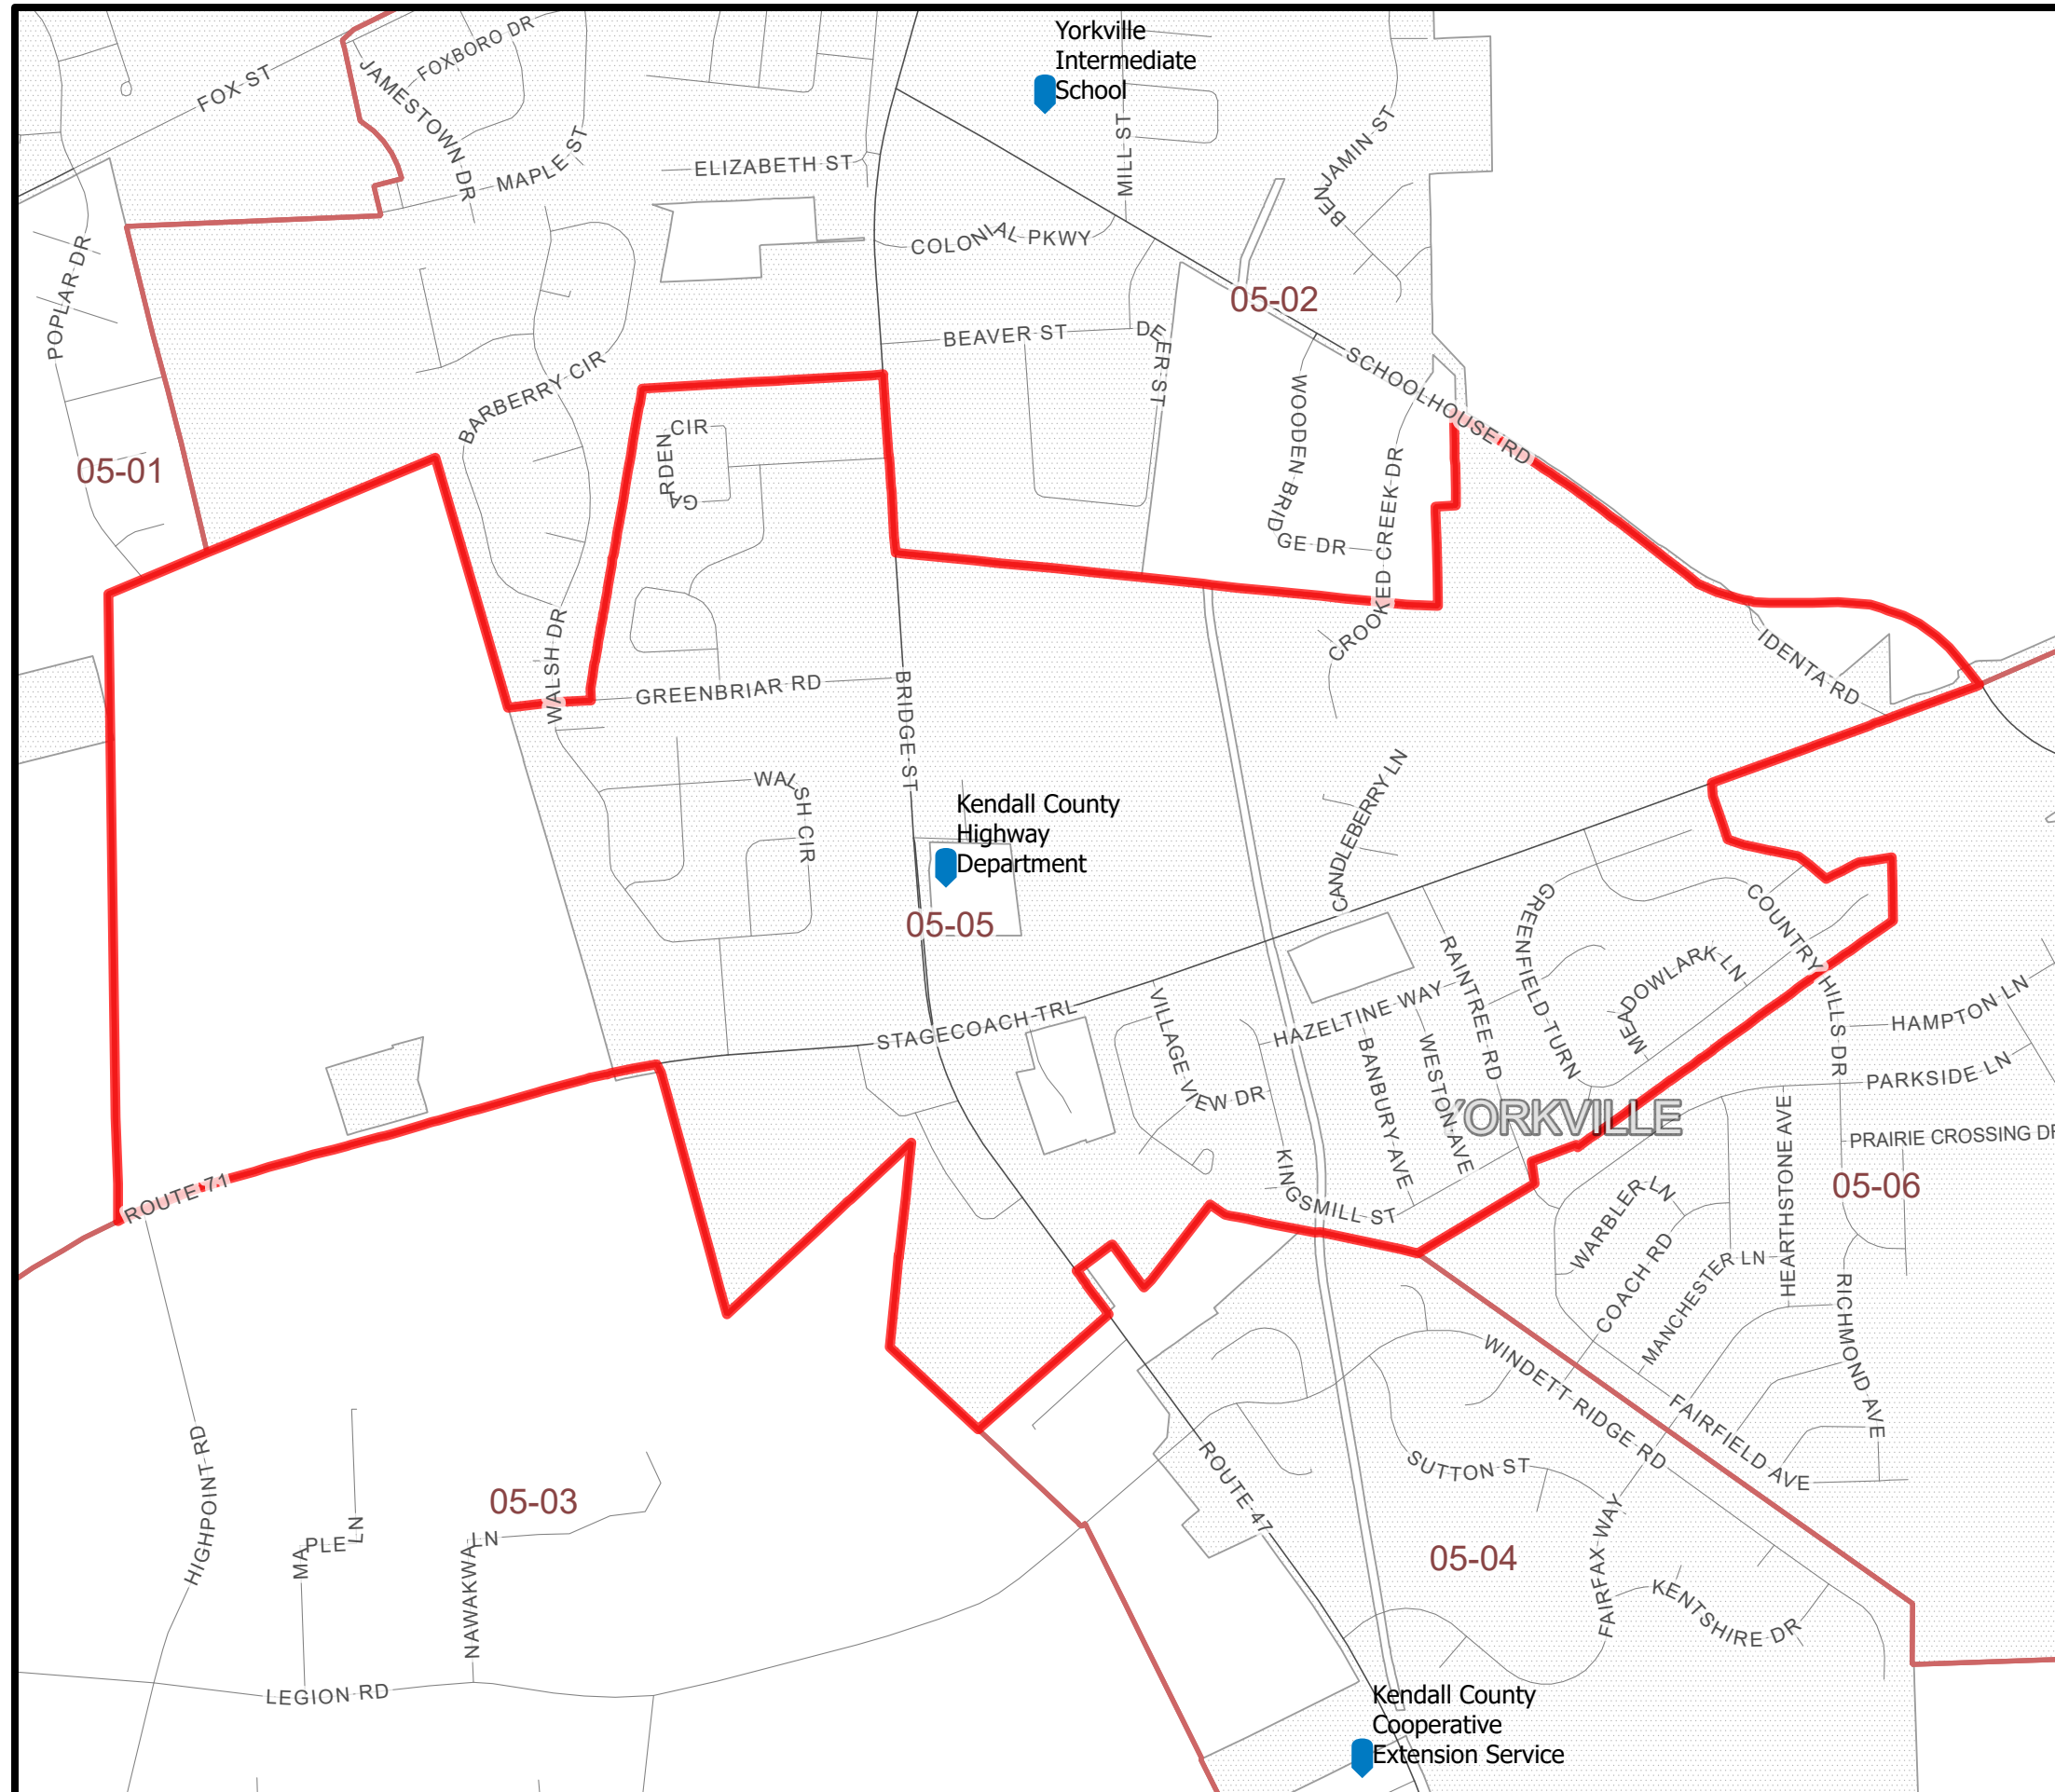 Yorkville
Intermediate
School
FOXBORO DR
FOX ST
JAMESTOWN DR
MAPLE ST
ELIZABETH ST
MILL ST
BENJAMIN ST
COLONIAL PKWY
POPLAR DR
05-02
BEAVER ST
DEER ST
SCHOOLHOUSE RD
BARBERRY CIR
WOODEN BRIDGE DR
GARDEN CIR
05-01
CROOKED CREEK DR
WALSH DR
IDENTA RD
GREENBRIAR RD
BRIDGE ST
WALSH CIR
CANDLEBERRY LN
Kendall County
Highway
Department
05-05
COUNTRY HILLS DR
GREENFIELD TURN
RAINTREE RD
MEADOWLARK LN
STAGECOACH TRL
VILLAGE VIEW DR
HAZELTINE WAY
HAMPTON LN
BANBURY AVE
WESTON AVE
PARKSIDE LN
YORKVILLE
HEARTHSTONE AVE
PRAIRIE CROSSING DR
05-06
ROUTE 71
KINGSMILL ST
WARBLER LN
COACH RD
MANCHESTER LN
RICHMOND AVE
WINDETT RIDGE RD
FAIRFIELD AVE
HIGHPOINT RD
ROUTE 47
SUTTON ST
05-03
MAPLE LN
NAWAKWA LN
05-04
FAIRFAX WAY
KENTSHIRE DR
LEGION RD
Kendall County
Cooperative
Extension Service